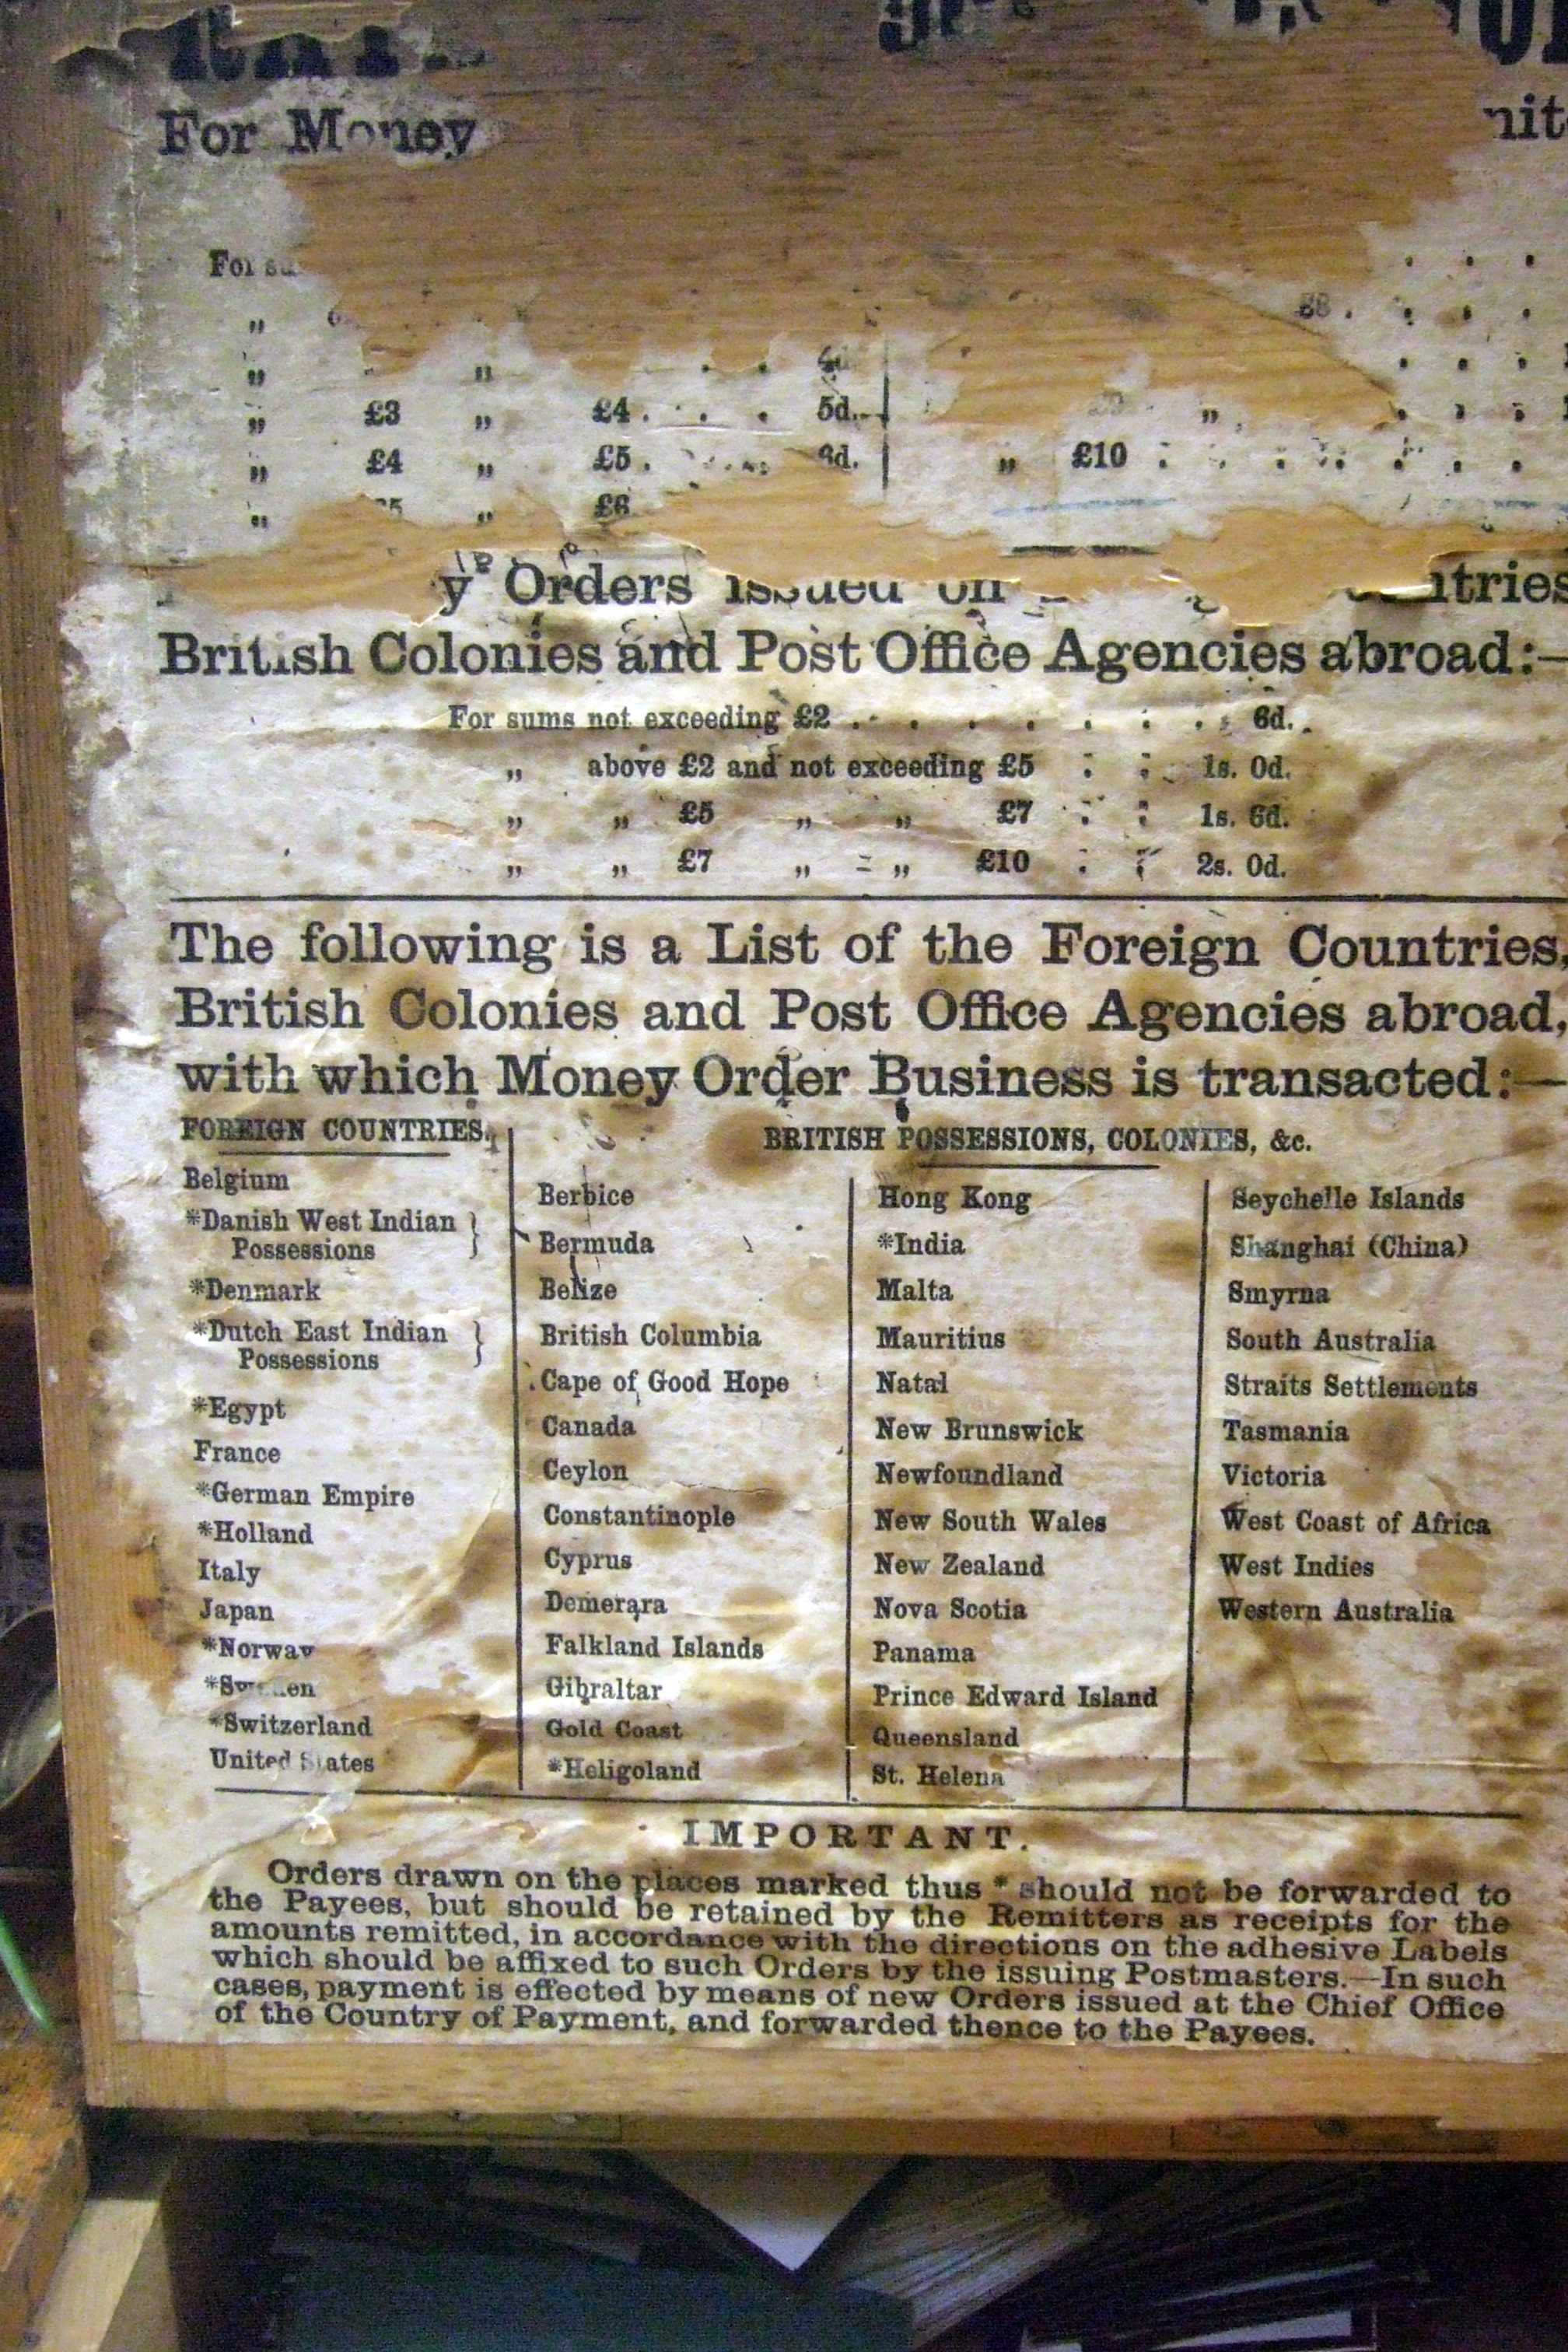 For Money
For
" "
" £3 " £4 . . . 5d.
" £4 " £5 . 6d. " £10
" £6
Orders issued on
British Colonies and Post Office Agencies abroad:—
For sums not exceeding £2 . . . . . . . 6d.
" above £2 and not exceeding £5 . . 1s. 0d.
" " £5 " " £7 . . 1s. 6d.
" " £7 " " £10 . . 2s. 0d.
The following is a List of the Foreign Countries,
British Colonies and Post Office Agencies abroad,
with which Money Order Business is transacted:—
FOREIGN COUNTRIES.
Belgium
*Danish West Indian
Possessions
*Denmark
*Dutch East Indian
Possessions
*Egypt
France
*German Empire
*Holland
Italy
Japan
*Norway
*Sweden
*Switzerland
United States
BRITISH POSSESSIONS, COLONIES, &c.
Berbice
Bermuda
Belize
British Columbia
Cape of Good Hope
Canada
Ceylon
Constantinople
Cyprus
Demerara
Falkland Islands
Gibraltar
Gold Coast
*Heligoland
Hong Kong
*India
Malta
Mauritius
Natal
New Brunswick
Newfoundland
New South Wales
New Zealand
Nova Scotia
Panama
Prince Edward Island
Queensland
St. Helena
Seychelle Islands
Shanghai (China)
Smyrna
South Australia
Straits Settlements
Tasmania
Victoria
West Coast of Africa
West Indies
Western Australia
IMPORTANT.
Orders drawn on the places marked thus * should not be forwarded to
the Payees, but should be retained by the Remitters as receipts for the
amounts remitted, in accordance with the directions on the adhesive Labels
which should be affixed to such Orders by the issuing Postmasters.—In such
cases, payment is effected by means of new Orders issued at the Chief Office
of the Country of Payment, and forwarded thence to the Payees.